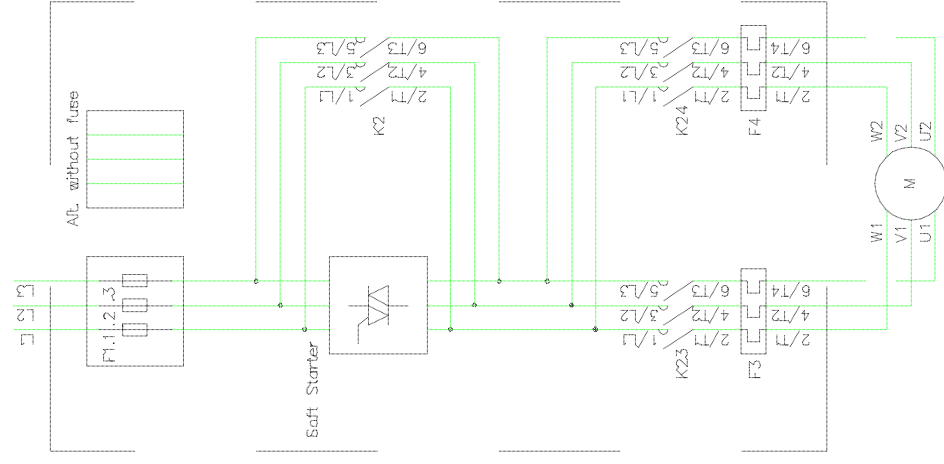 5/L3 6/T3
3/L2 4/T2
1/L1 2/T1
K2
5/L3 6/T3 6/T4
3/L2 4/T2 4/T2
1/L1 2/T1 2/T1
K24
F4
Alt. without fuse
W2
V2
U2
M
W1
V1
U1
L3
L2
L1
F1.1.2.3
Soft Starter
5/L3 6/T3 6/T4
3/L2 4/T2 4/T2
1/L1 2/T1 2/T1
K23
F3